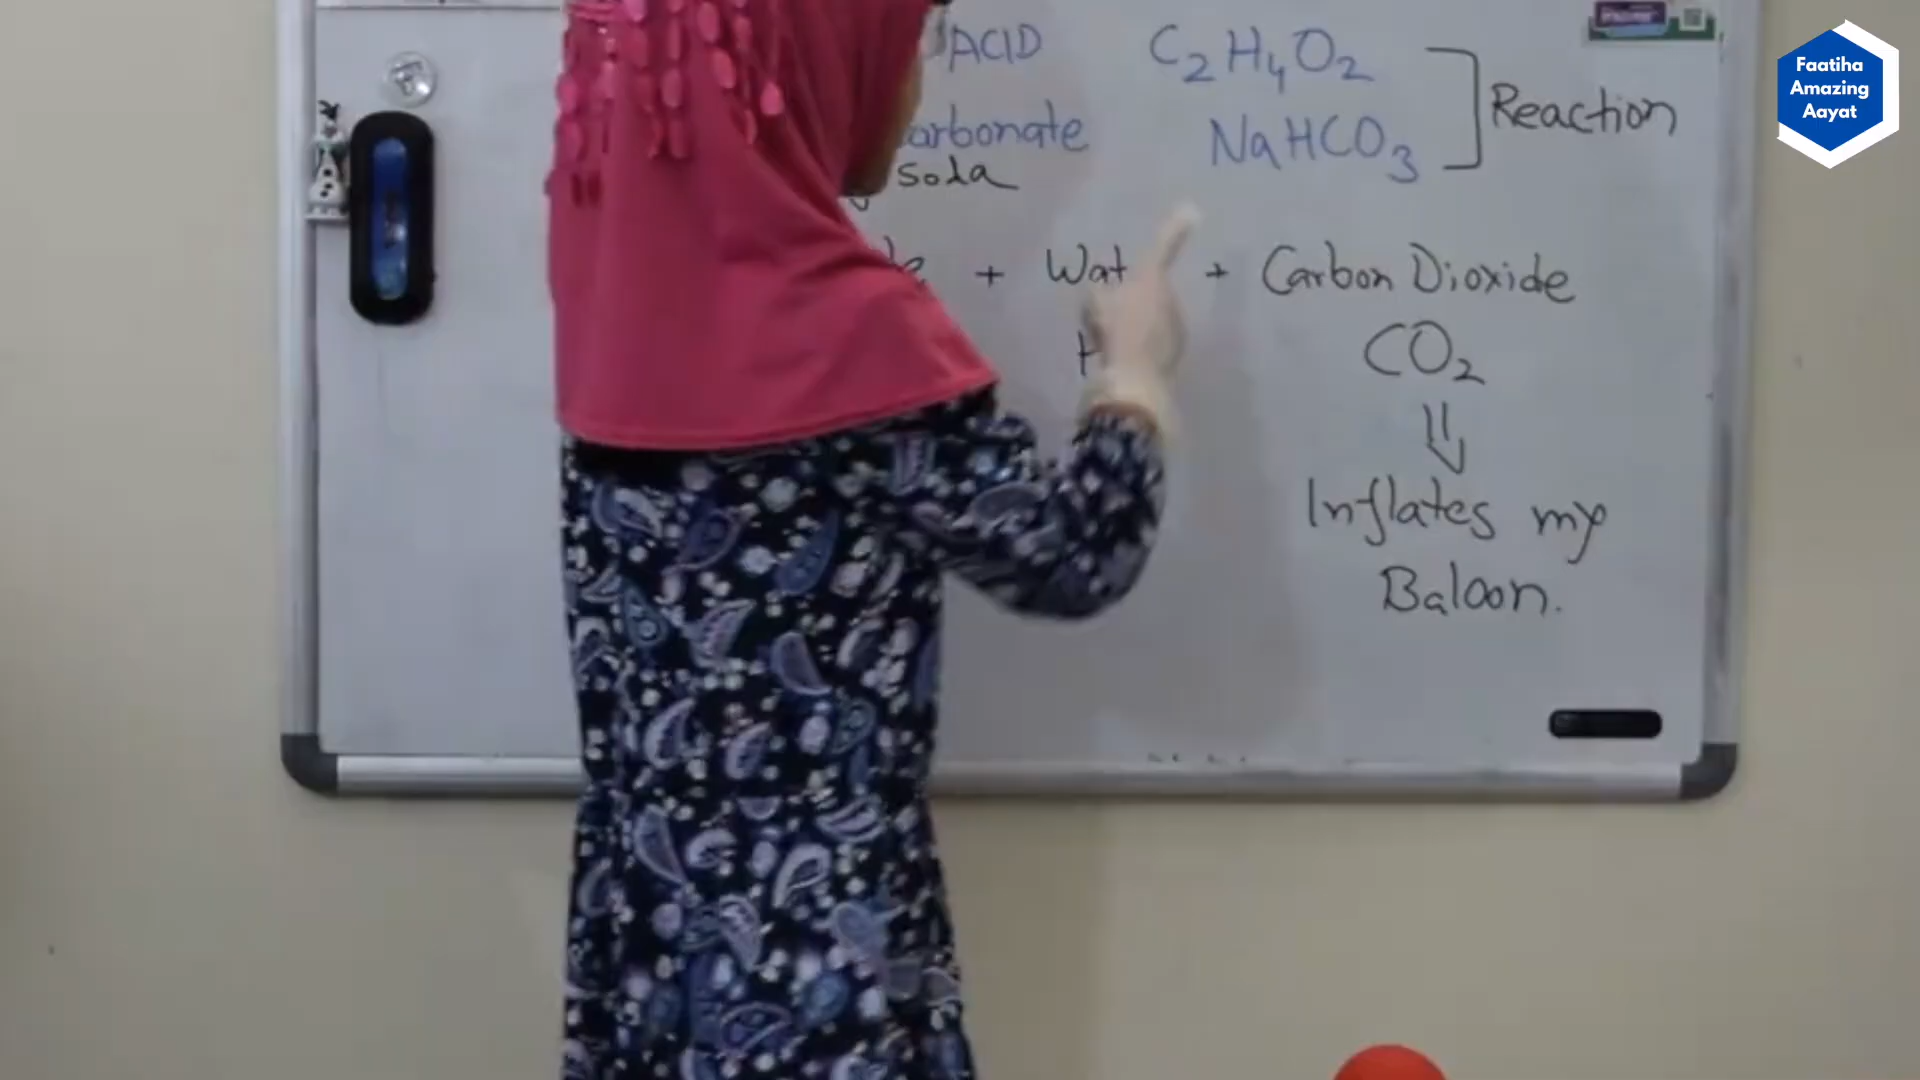 ACID C2H4O2
arbonate NaHCO3
Reaction
soda
+ Wat + Carbon Dioxide
H CO2
Inflates my
Baloon.
Faatiha
Amazing
Aayat